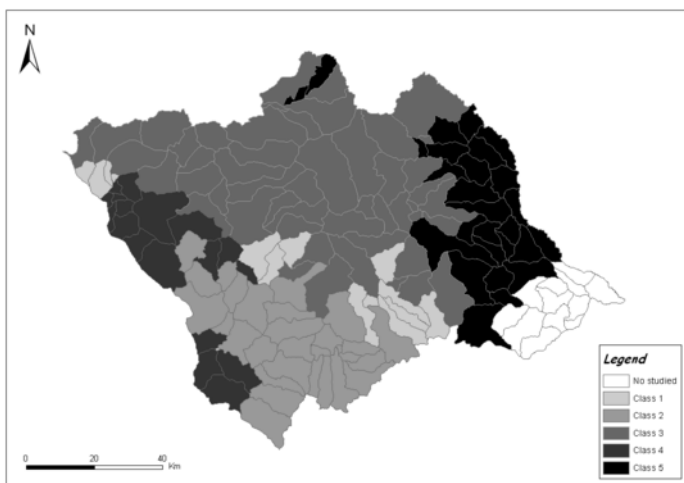 N
Legend
No studied
Class 1
Class 2
Class 3
Class 4
Class 5
0 20 40
Km